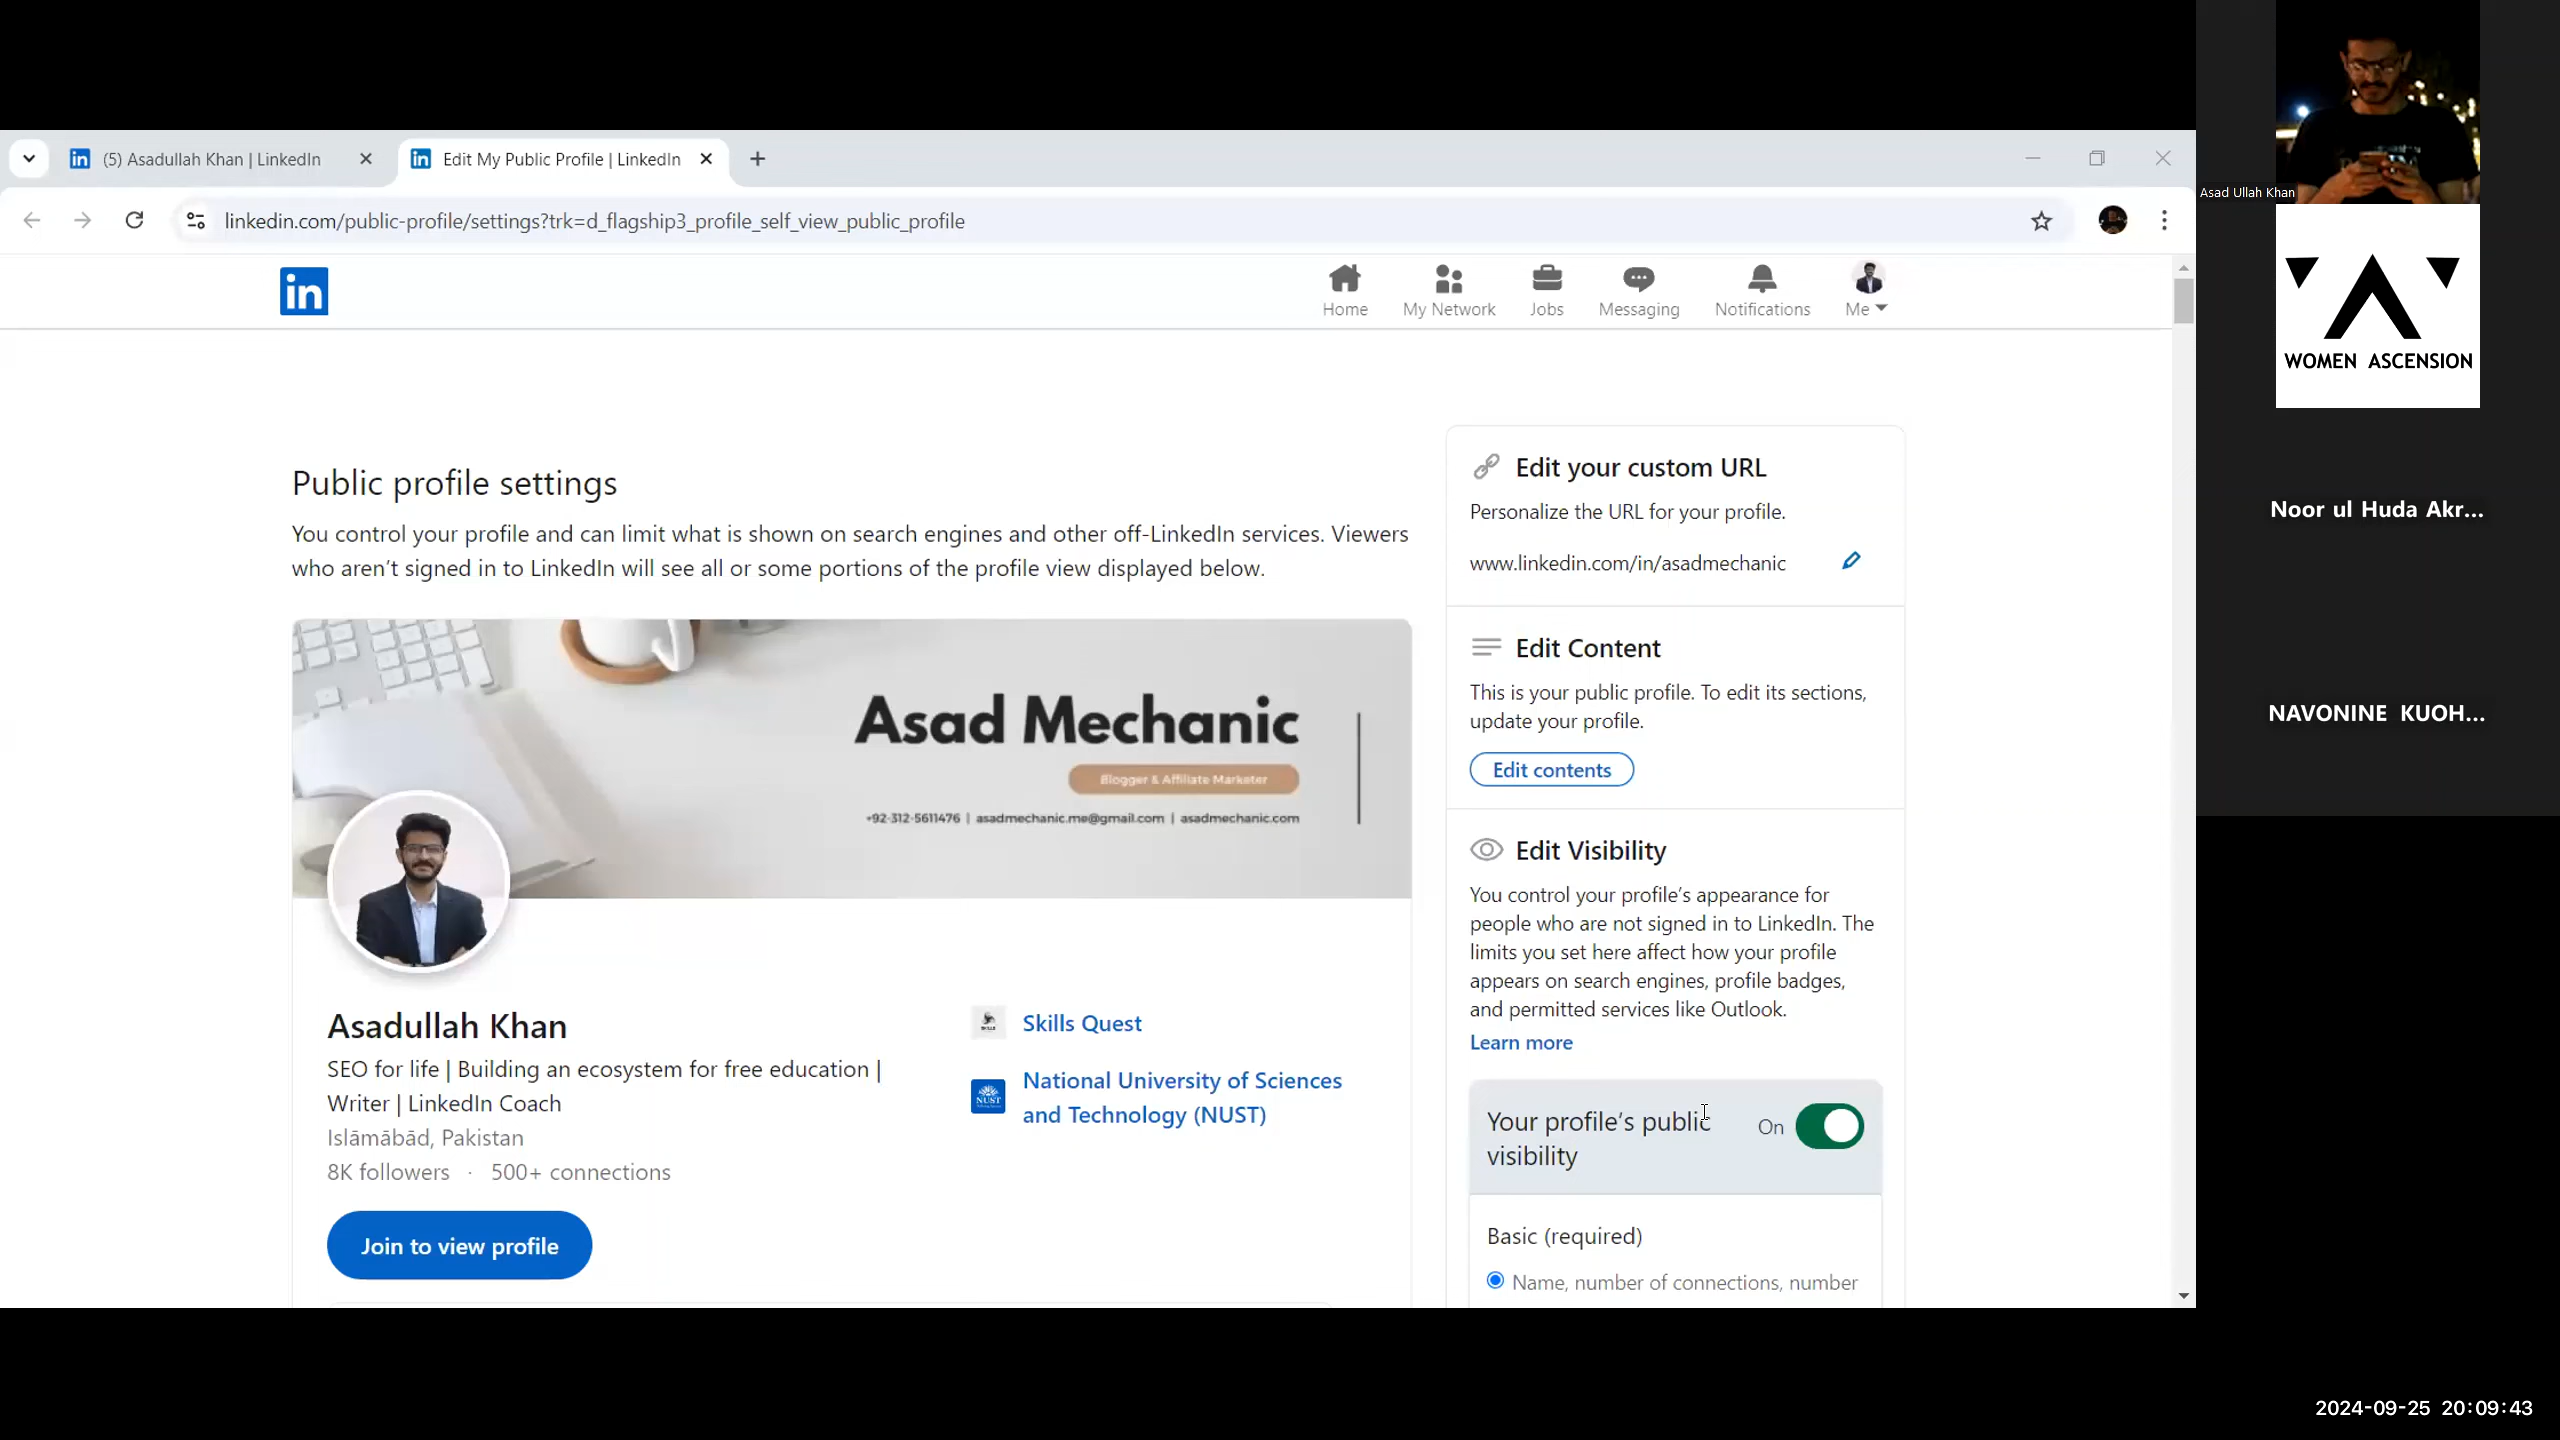 (5) Asadullah Khan | LinkedIn
Edit My Public Profile | LinkedIn
linkedin.com/public-profile/settings?trk=d_flagship3_profile_self_view_public_profile
in
Home
My Network
Jobs
Messaging
Notifications
Me
Public profile settings
You control your profile and can limit what is shown on search engines and other off-LinkedIn services. Viewers
who aren't signed in to LinkedIn will see all or some portions of the profile view displayed below.
Asad Mechanic
Blogger & Affiliate Marketer
+92-312-5611476 | asadmechanic.me@gmail.com | asadmechanic.com
Asadullah Khan
SEO for life | Building an ecosystem for free education |
Writer | LinkedIn Coach
Islāmābād, Pakistan
8K followers · 500+ connections
Join to view profile
Skills Quest
NUST
National University of Sciences
and Technology (NUST)
Edit your custom URL
Personalize the URL for your profile.
www.linkedin.com/in/asadmechanic
Edit Content
This is your public profile. To edit its sections,
update your profile.
Edit contents
Edit Visibility
You control your profile's appearance for
people who are not signed in to LinkedIn. The
limits you set here affect how your profile
appears on search engines, profile badges,
and permitted services like Outlook.
Learn more
Your profile's public
visibility
On
Basic (required)
Name, number of connections, number
Asad Ullah Khan
WOMEN ASCENSION
Noor ul Huda Akr...
NAVONINE KUOH...
2024-09-25 20:09:43